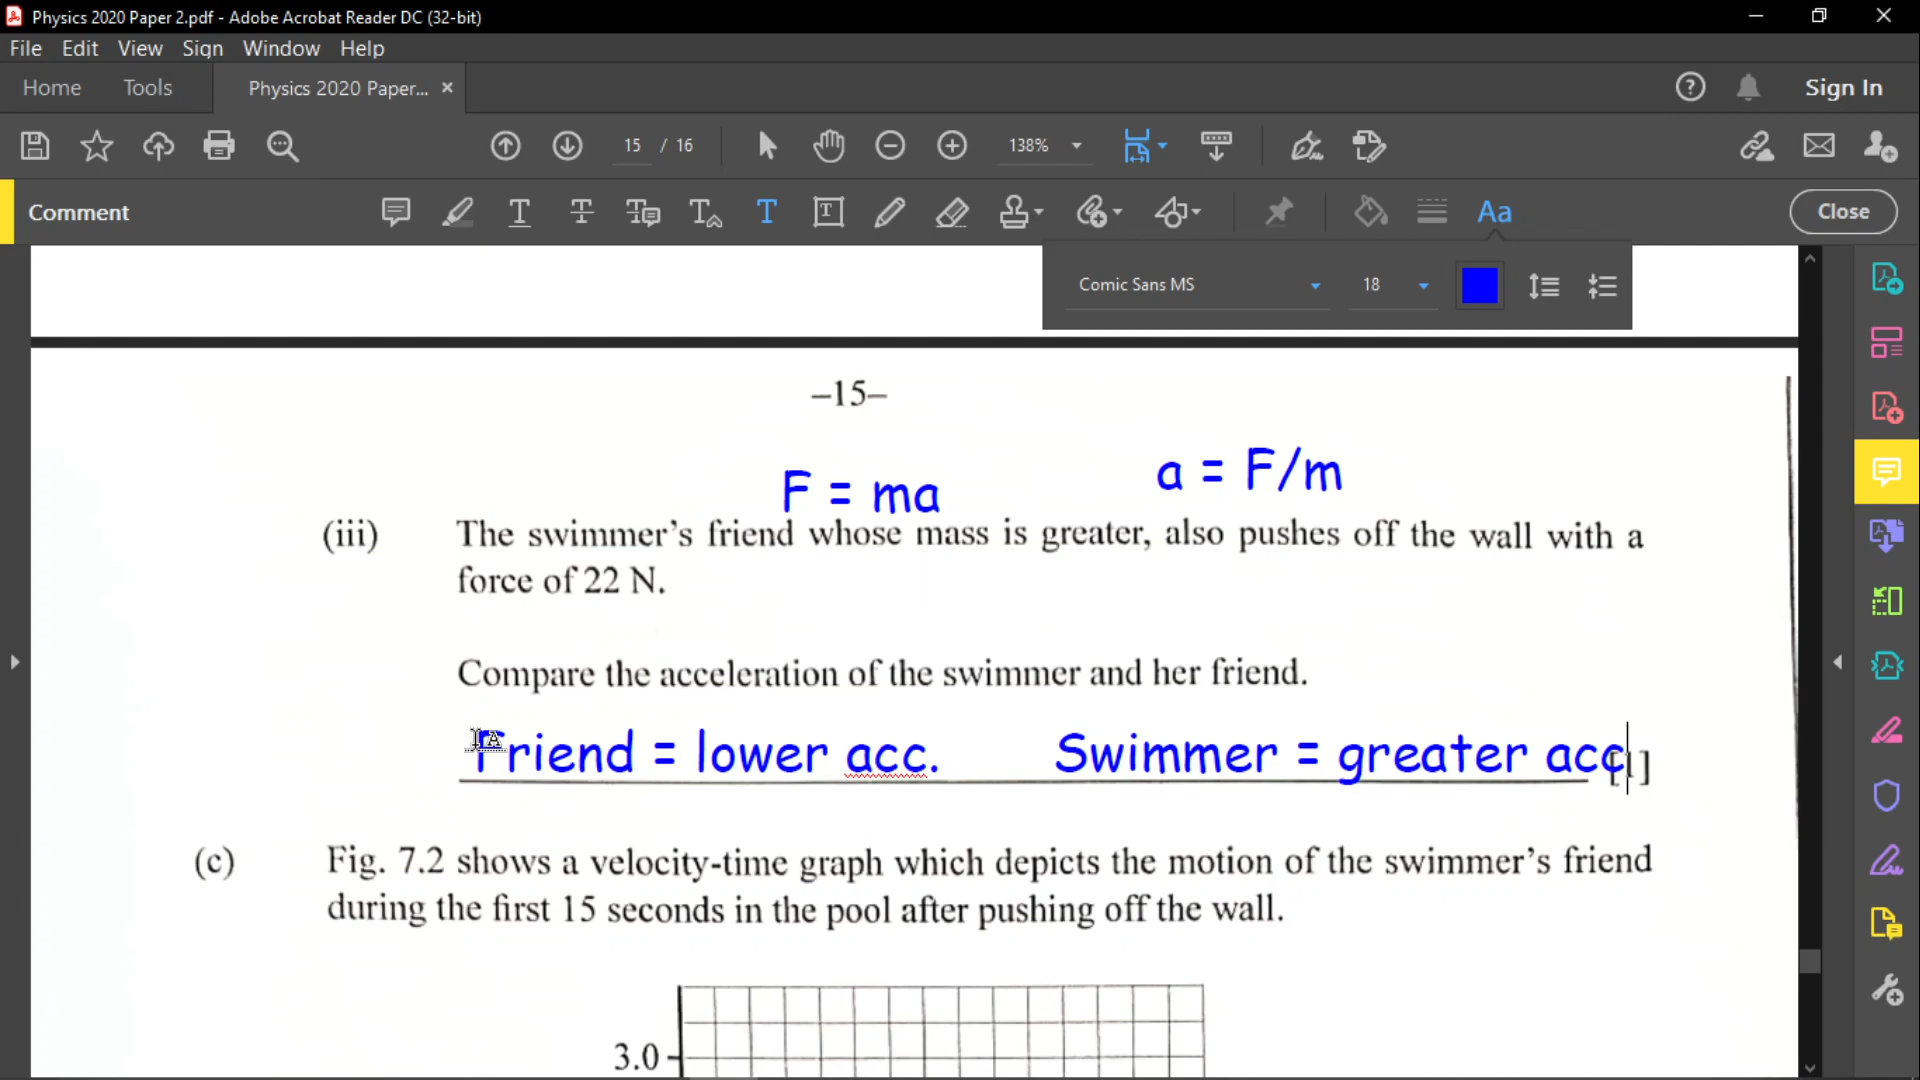 Physics 2020 Paper 2.pdf - Adobe Acrobat Reader DC (32-bit)
File Edit View Sign Window Help
Home Tools Physics 2020 Paper... × Sign In
15 / 16 138%
Comment T T T T T T Aa Close
Comic Sans MS 18
–15–
F = ma a = F/m
(iii) The swimmer's friend whose mass is greater, also pushes off the wall with a
force of 22 N.
Compare the acceleration of the swimmer and her friend.
Friend = lower acc. Swimmer = greater acc
[1]
(c) Fig. 7.2 shows a velocity-time graph which depicts the motion of the swimmer's friend
during the first 15 seconds in the pool after pushing off the wall.
3.0